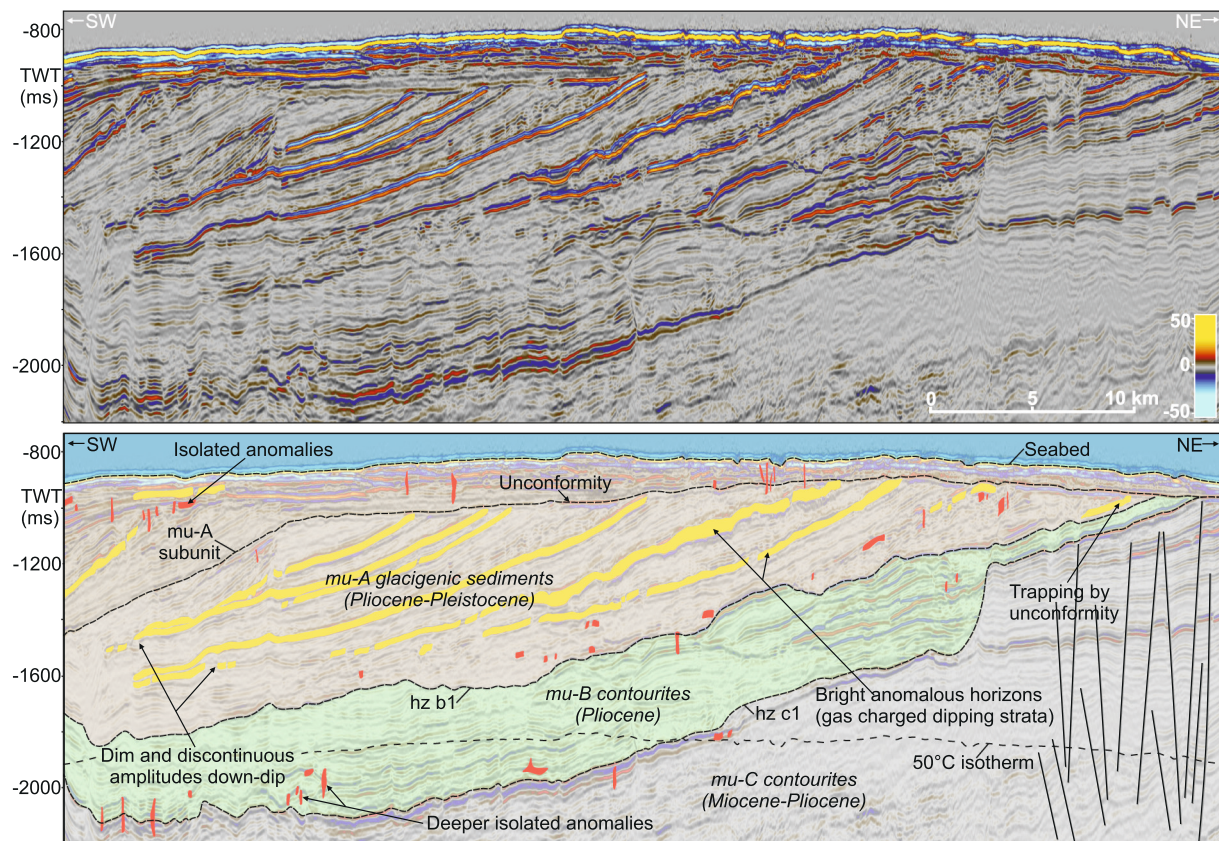 ←SW
NE→
-800
TWT
(ms)
-1200
-1600
-2000
50
0
-50
0 5 10 km
←SW
NE→
-800
TWT
(ms)
-1200
-1600
-2000
Isolated anomalies
Seabed
Unconformity
mu-A
subunit
mu-A glacigenic sediments
(Pliocene-Pleistocene)
Trapping by
unconformity
mu-B contourites
(Pliocene)
hz b1
Bright anomalous horizons
(gas charged dipping strata)
hz c1
Dim and discontinuous
amplitudes down-dip
50°C isotherm
mu-C contourites
(Miocene-Pliocene)
Deeper isolated anomalies